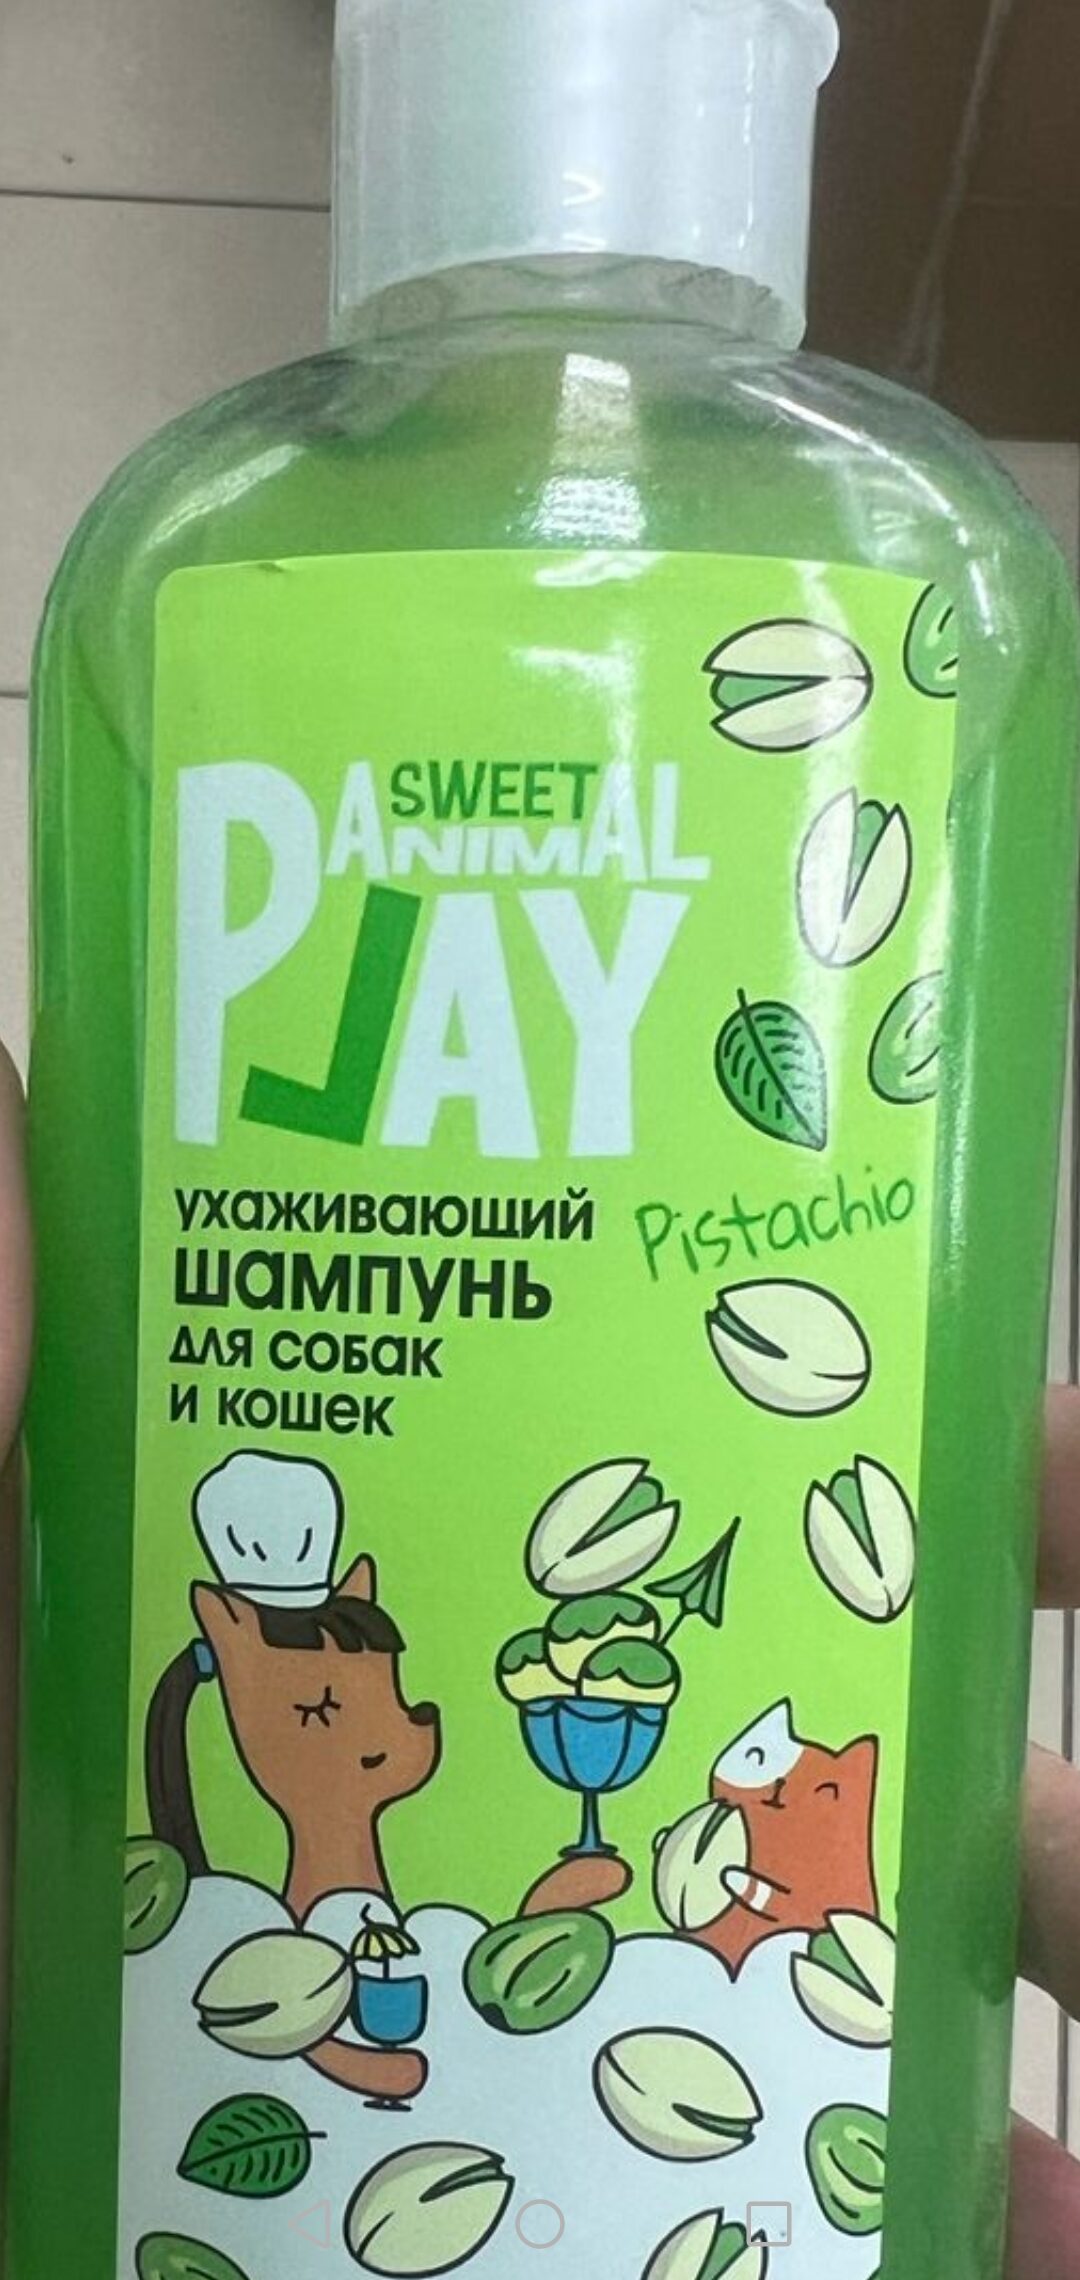 SWEET
ANIMAL
PLAY
ухаживающий
шампунь
для собак
и кошек
Pistachio